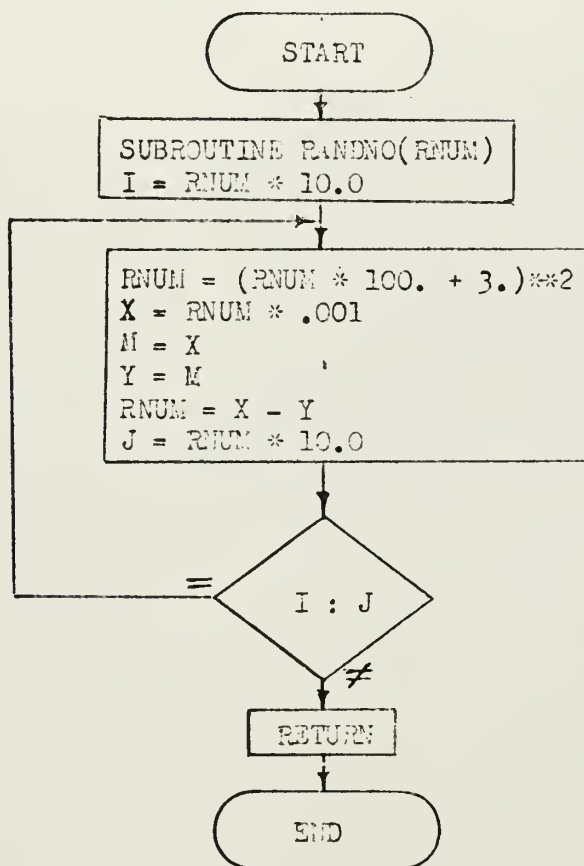 START
SUBROUTINE RANDNO(RNUM)
I = RNUM * 10.0
RNUM = (RNUM * 100. + 3.)**2
X = RNUM * .001
M = X
Y = M
RNUM = X - Y
J = RNUM * 10.0
=
I : J
≠
RETURN
END